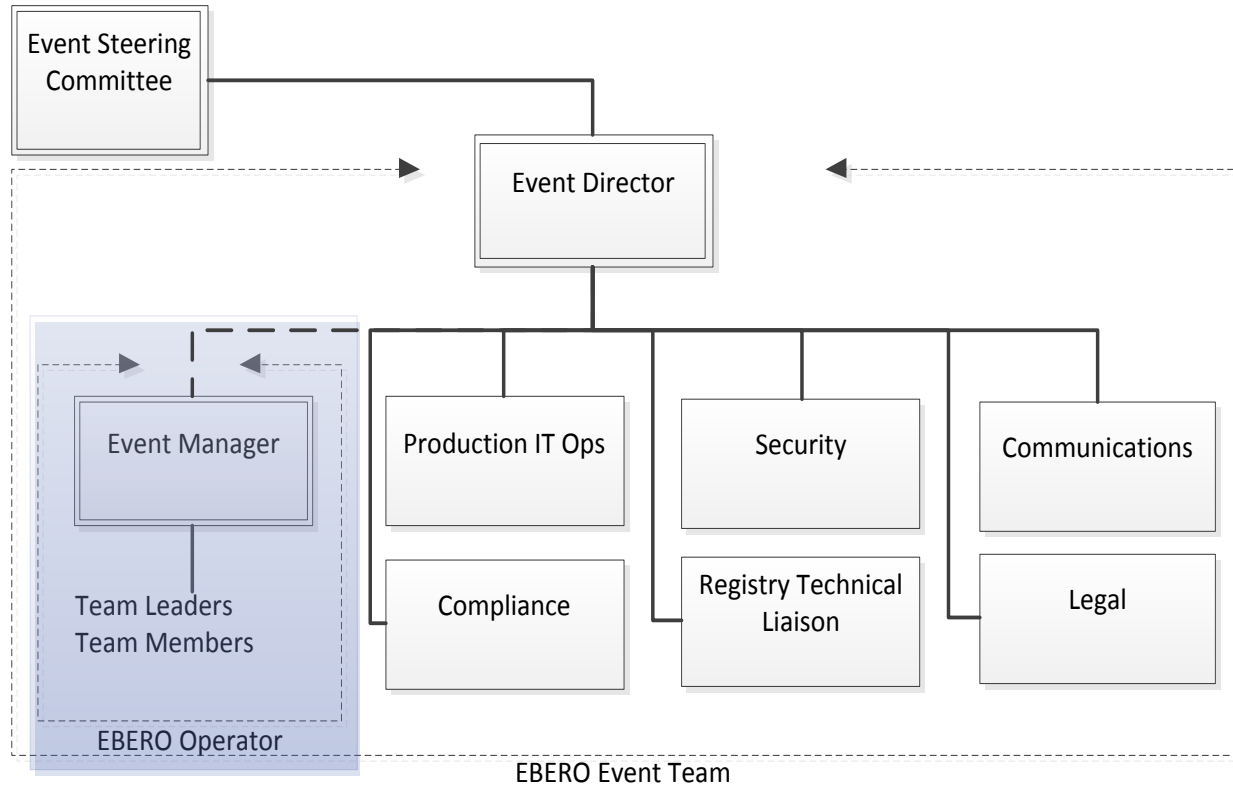 Event Steering
Committee
Event Director
Event Manager
Production IT Ops
Security
Communications
Compliance
Registry Technical
Liaison
Legal
Team Leaders
Team Members
EBERO Operator
EBERO Event Team